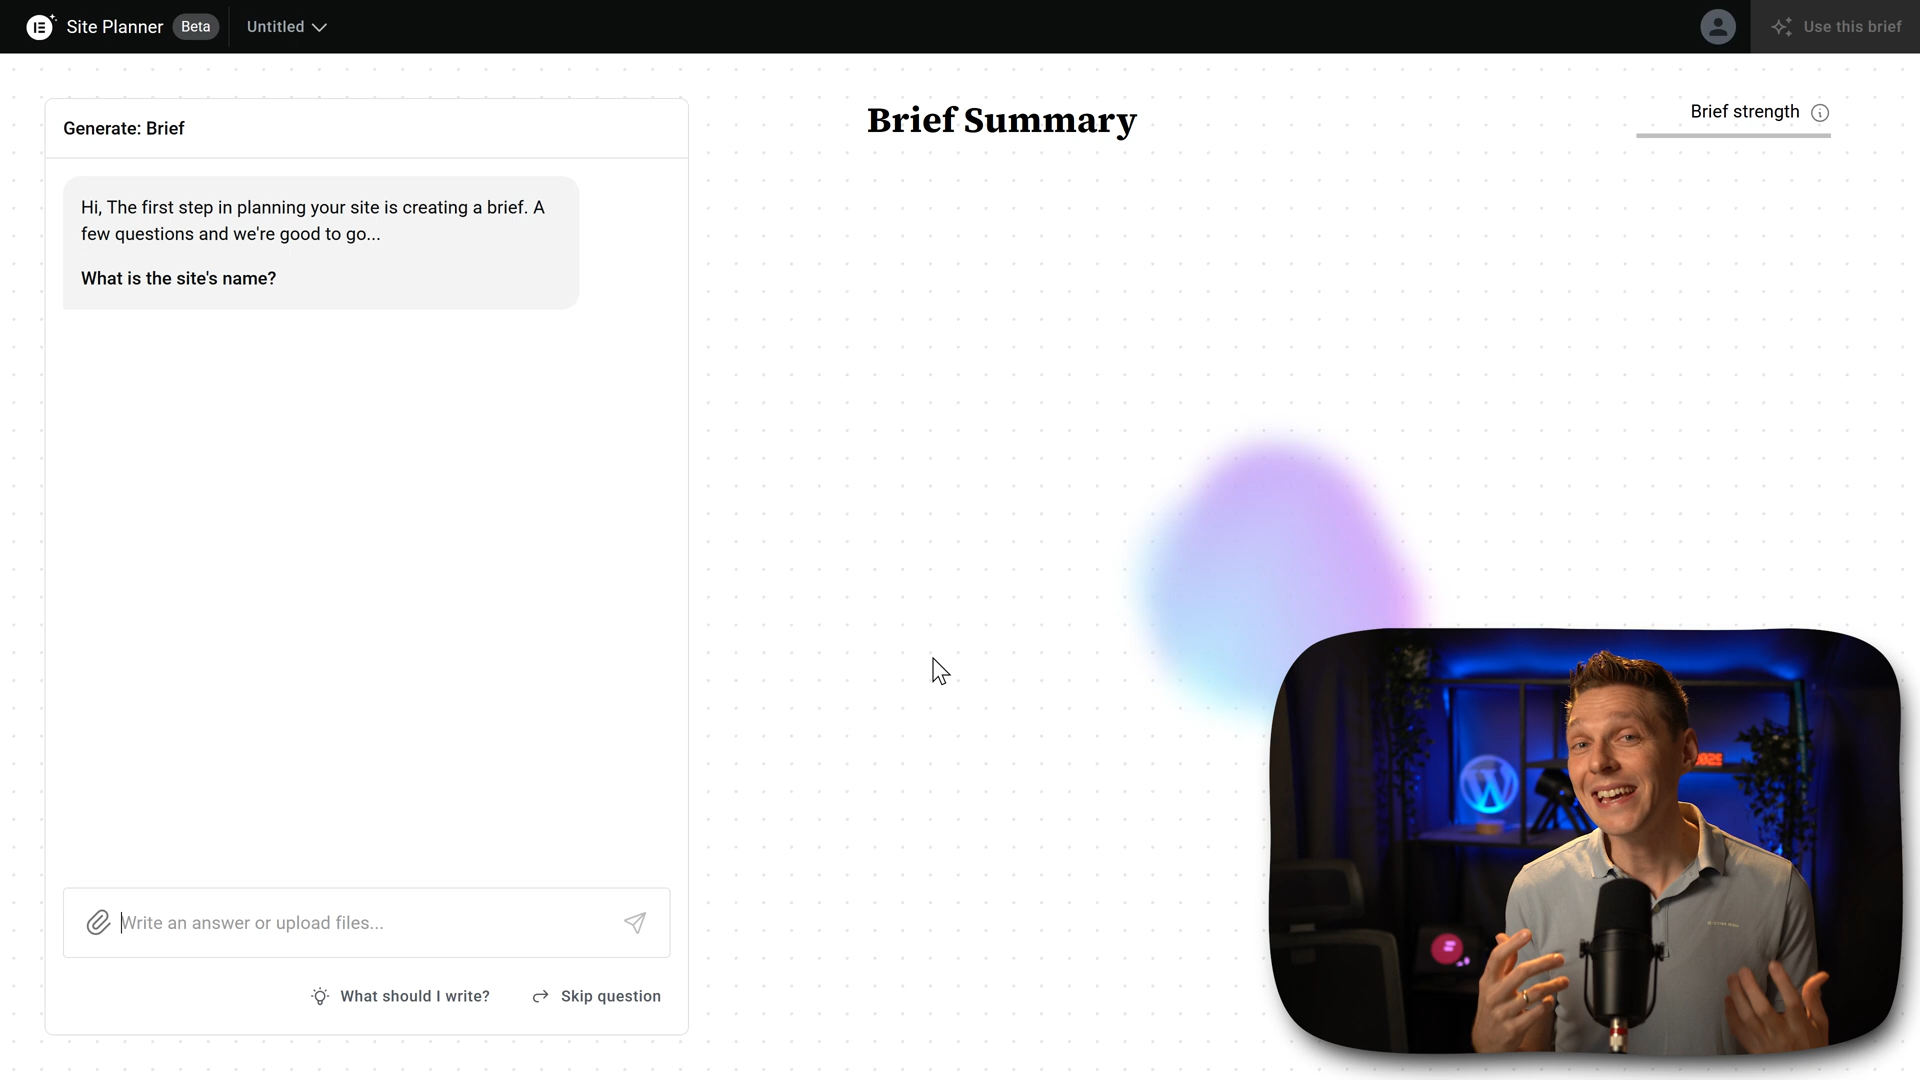 Site Planner
Beta
Untitled
Use this brief
Generate: Brief
Hi, The first step in planning your site is creating a brief. A
few questions and we're good to go...
What is the site's name?
Write an answer or upload files...
What should I write?
Skip question
Brief Summary
Brief strength